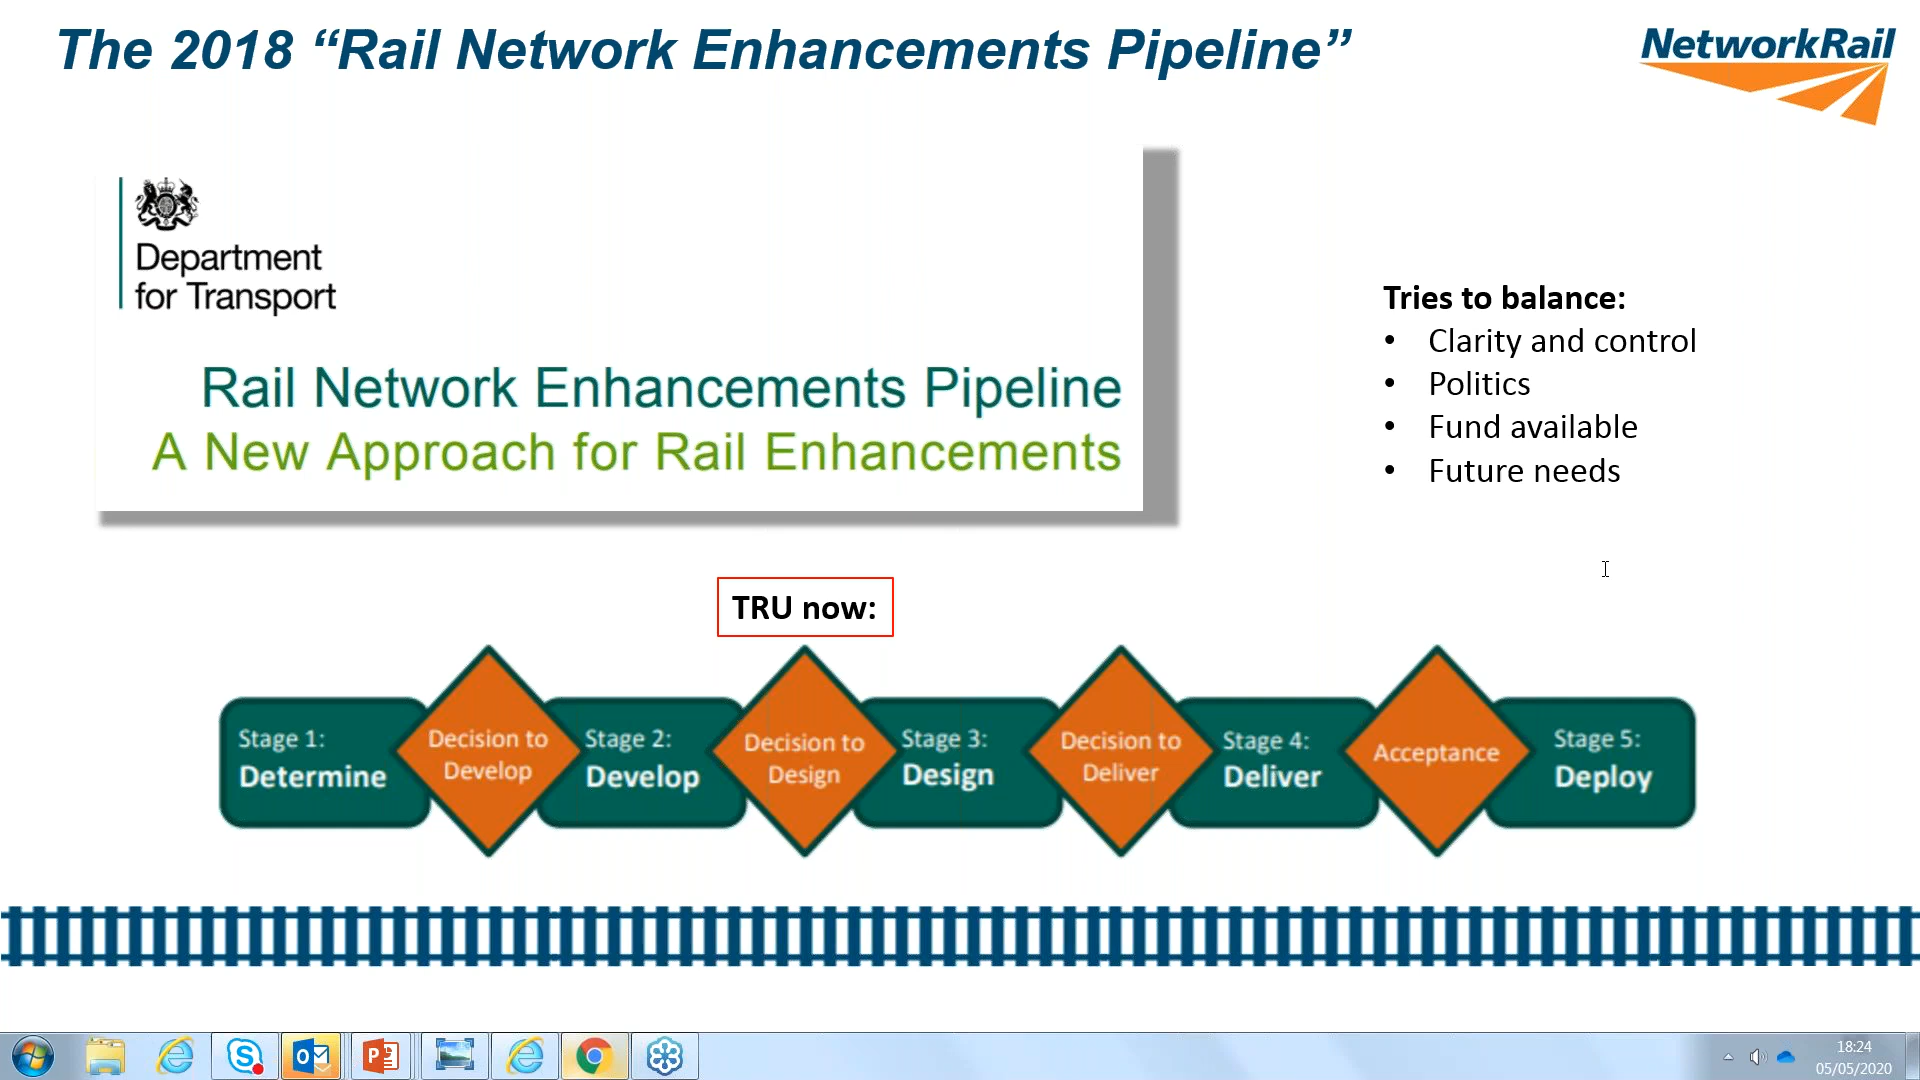 The 2018 “Rail Network Enhancements Pipeline”
NetworkRail
Department
for Transport
Rail Network Enhancements Pipeline
A New Approach for Rail Enhancements
Tries to balance:
• Clarity and control
• Politics
• Fund available
• Future needs
TRU now:
Stage 1:
Determine
Decision to
Develop
Stage 2:
Develop
Decision to
Design
Stage 3:
Design
Decision to
Deliver
Stage 4:
Deliver
Acceptance
Stage 5:
Deploy
18:24
05/05/2020